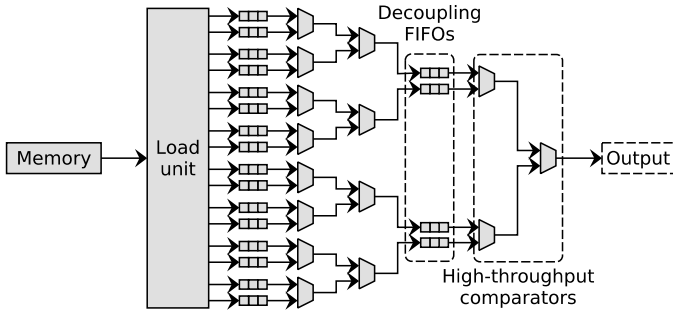 Decoupling
FIFOs
Memory
Load
unit
Output
High-throughput
comparators